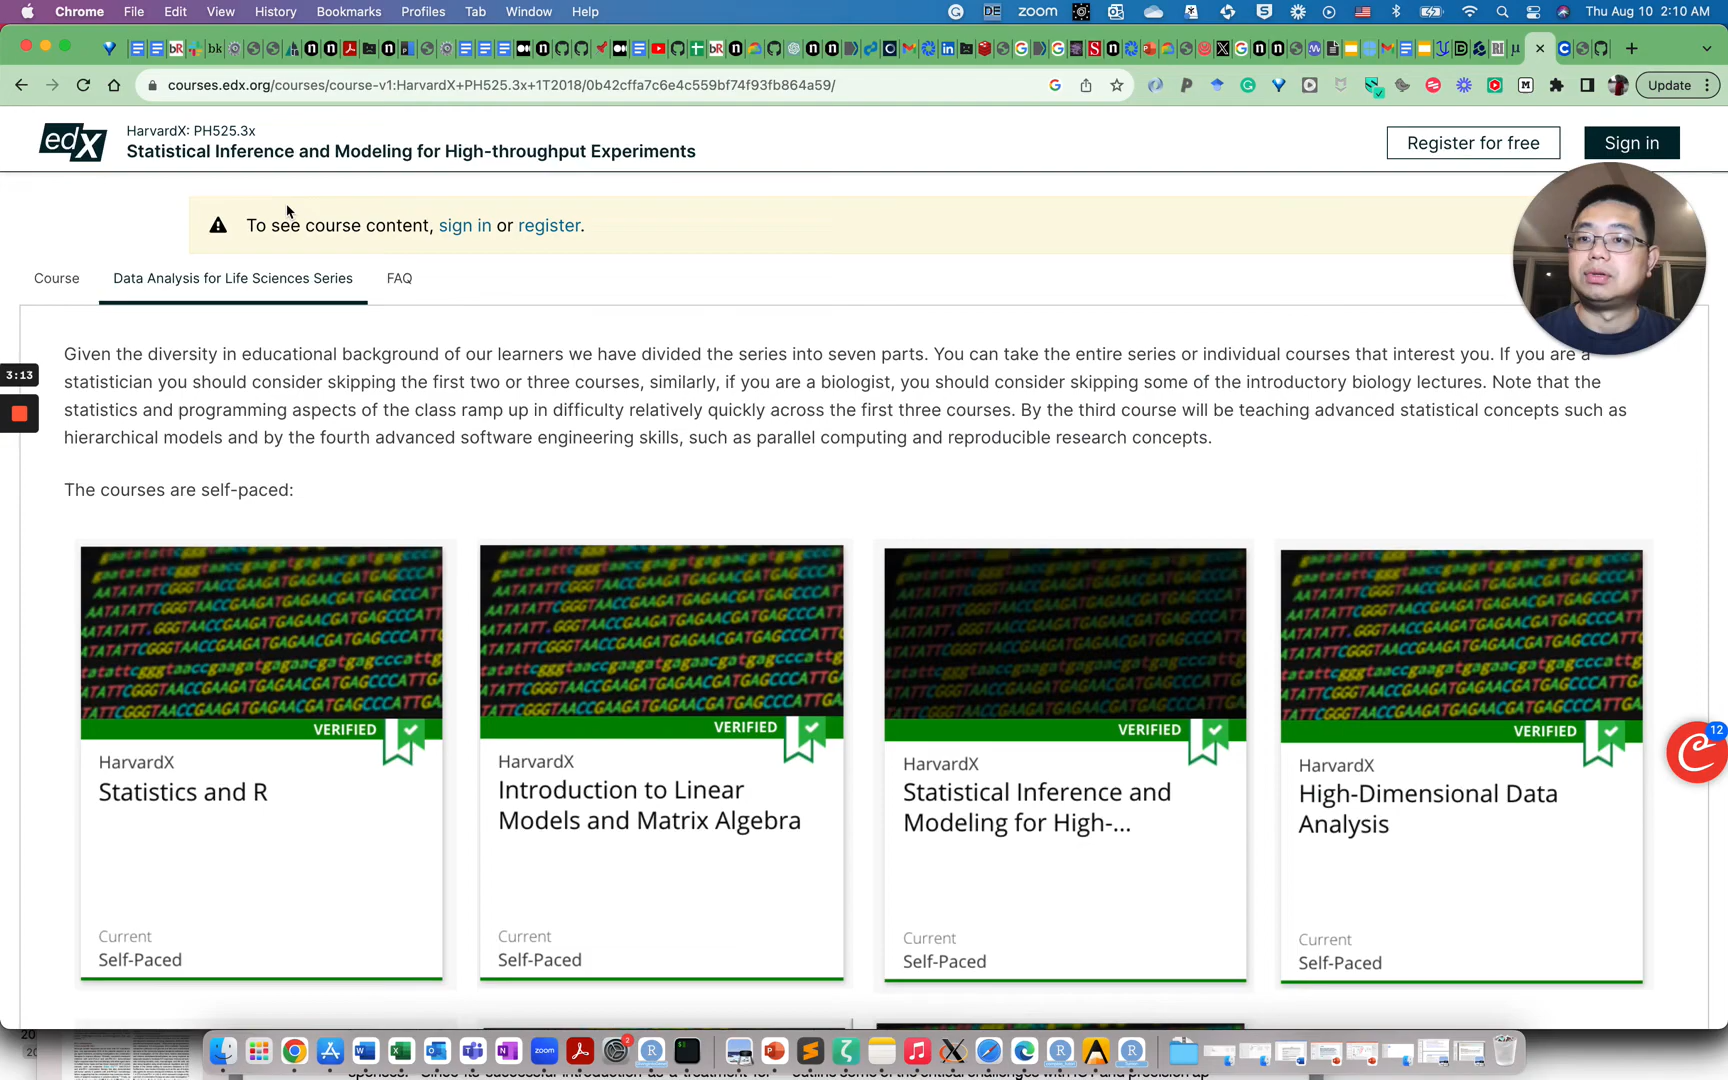 Chrome File Edit View History Bookmarks Profiles Tab Window Help DE zoom Thu Aug 10 2:10 AM
courses.edx.org/courses/course-v1:HarvardX+PH525.3x+1T2018/0b42cffa7c6e4c559bf74f93fb864a59/ Update
edX
HarvardX: PH525.3x
Statistical Inference and Modeling for High-throughput Experiments
Register for free Sign in
To see course content, sign in or register.
Course Data Analysis for Life Sciences Series FAQ
Given the diversity in educational background of our learners we have divided the series into seven parts. You can take the entire series or individual courses that interest you. If you are a
statistician you should consider skipping the first two or three courses, similarly, if you are a biologist, you should consider skipping some of the introductory biology lectures. Note that the
statistics and programming aspects of the class ramp up in difficulty relatively quickly across the first three courses. By the third course will be teaching advanced statistical concepts such as
hierarchical models and by the fourth advanced software engineering skills, such as parallel computing and reproducible research concepts.
3:13
The courses are self-paced:
VERIFIED
HarvardX
Statistics and R
Current
Self-Paced
VERIFIED
HarvardX
Introduction to Linear
Models and Matrix Algebra
Current
Self-Paced
VERIFIED
HarvardX
Statistical Inference and
Modeling for High-...
Current
Self-Paced
VERIFIED
HarvardX
High-Dimensional Data
Analysis
Current
Self-Paced
12
zoom